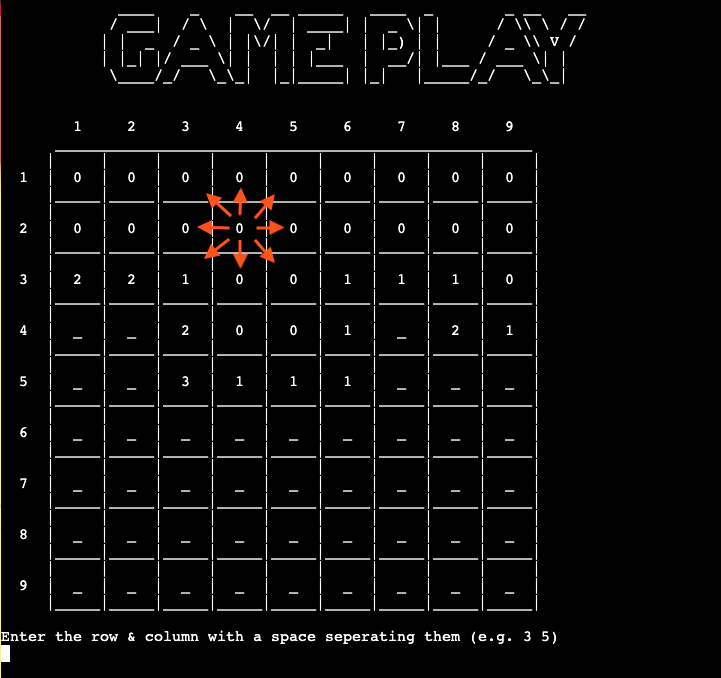 GAME PLAY
1 2 3 4 5 6 7 8 9
1 0 0 0 0 0 0 0 0 0
2 0 0 0 0 0 0 0 0 0
3 2 2 1 0 0 1 1 1 0
4 _ _ 2 0 0 1 _ 2 1
5 _ _ 3 1 1 1 _ _ _
6 _ _ _ _ _ _ _ _ _
7 _ _ _ _ _ _ _ _ _
8 _ _ _ _ _ _ _ _ _
9 _ _ _ _ _ _ _ _ _
Enter the row & column with a space seperating them (e.g. 3 5)